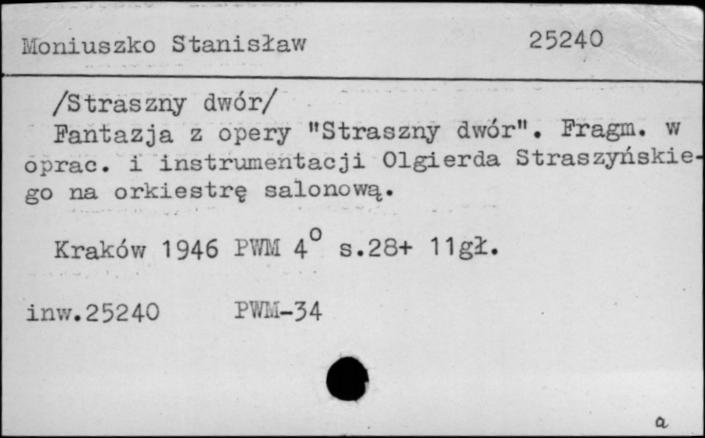 Moniuszko Stanisław 25240
/Straszny dwór/
Fantazja z opery "Straszny dwór". Fragm. w
oprac. i instrumentacji Olgierda Straszyńskie-
go na orkiestrę salonową.
Kraków 1946 PWM 4° s.28+ 11gł.
inw.25240 PWM-34
a